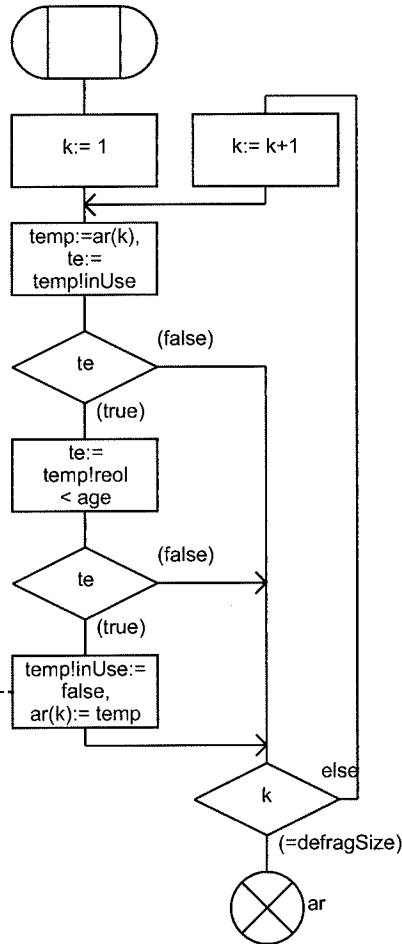 k:= 1
k:= k+1
temp:=ar(k),
te:=
temp!inUse
te
(false)
(true)
te:=
temp!reol
< age
te
(false)
(true)
temp!inUse:=
false,
ar(k):= temp
k
else
(=defragSize)
ar